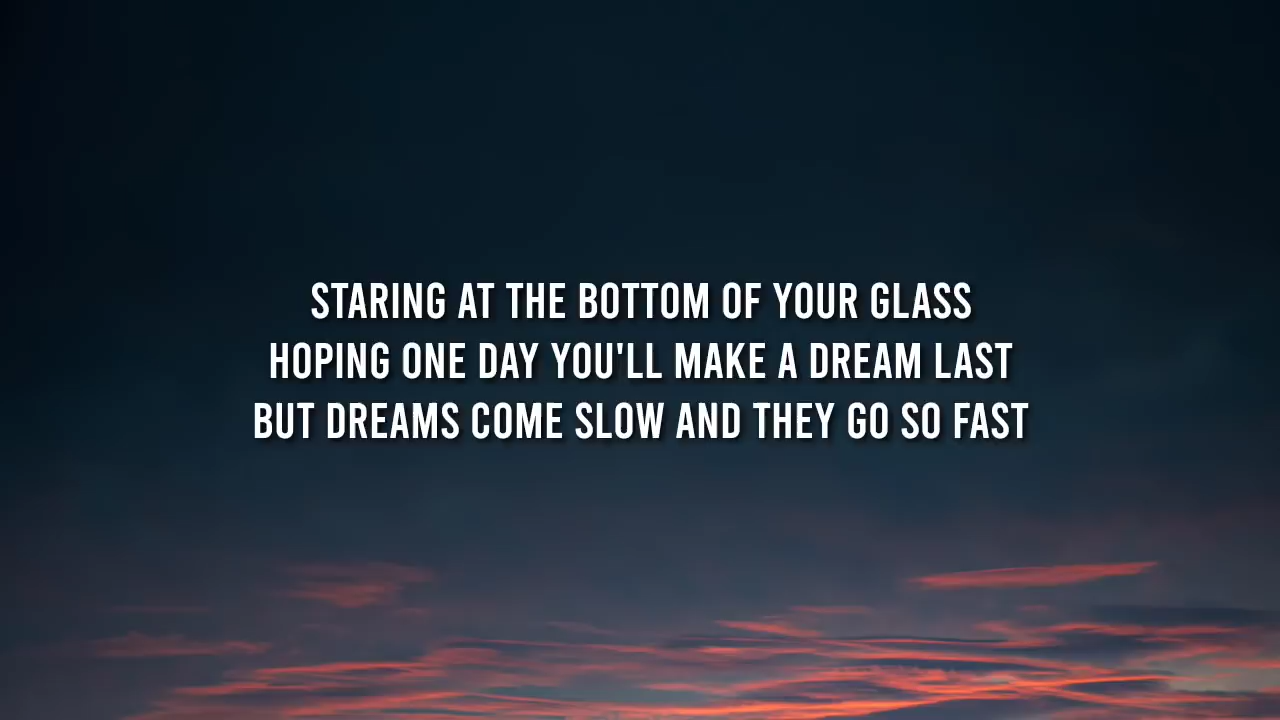 STARING AT THE BOTTOM OF YOUR GLASS
HOPING ONE DAY YOU'LL MAKE A DREAM LAST
BUT DREAMS COME SLOW AND THEY GO SO FAST